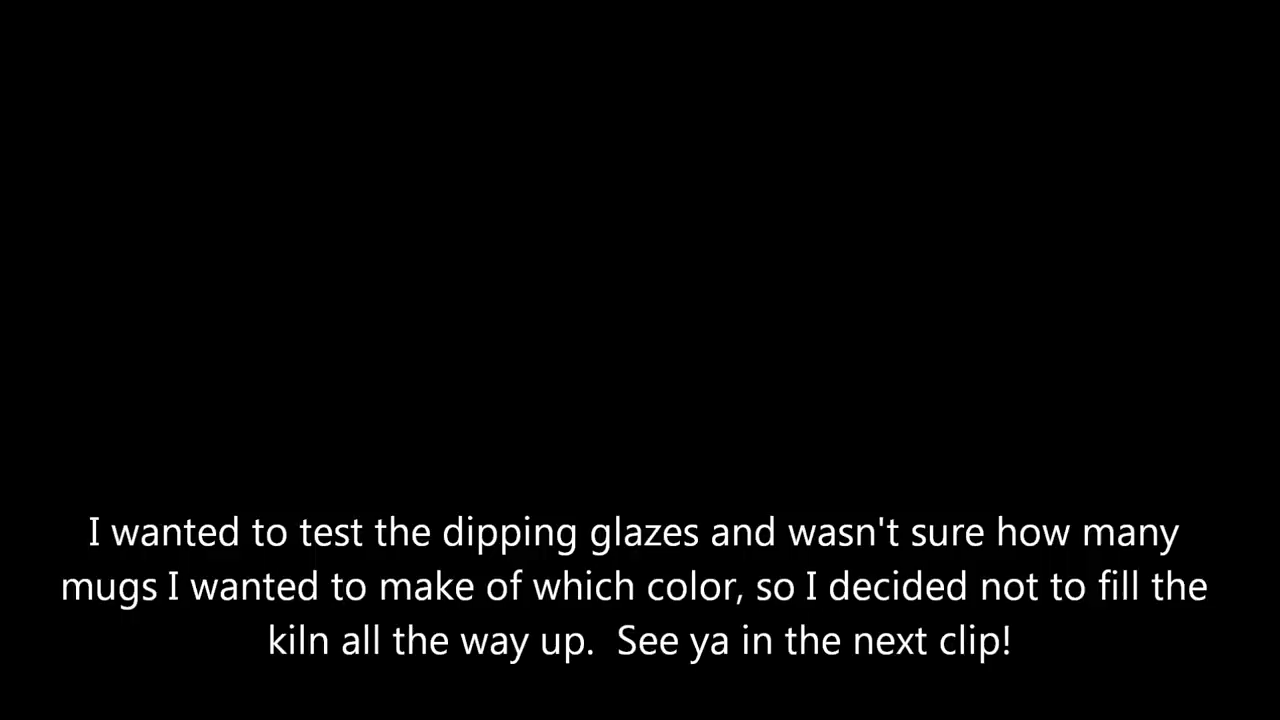 I wanted to test the dipping glazes and wasn't sure how many
mugs I wanted to make of which color, so I decided not to fill the
kiln all the way up.  See ya in the next clip!